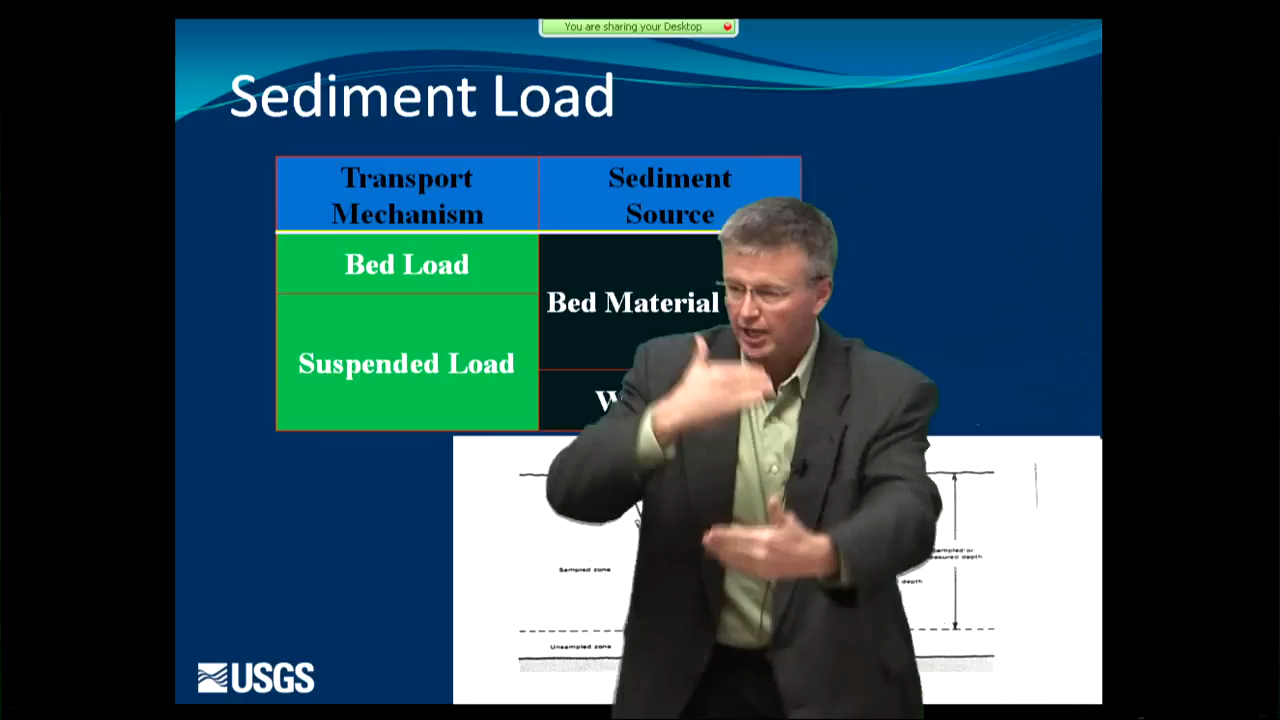 You are sharing your Desktop
Sediment Load
Transport
Mechanism
Sediment
Source
Bed Load
Bed Material
Suspended Load
Sampled zone
depth
Unsampled zone
USGS